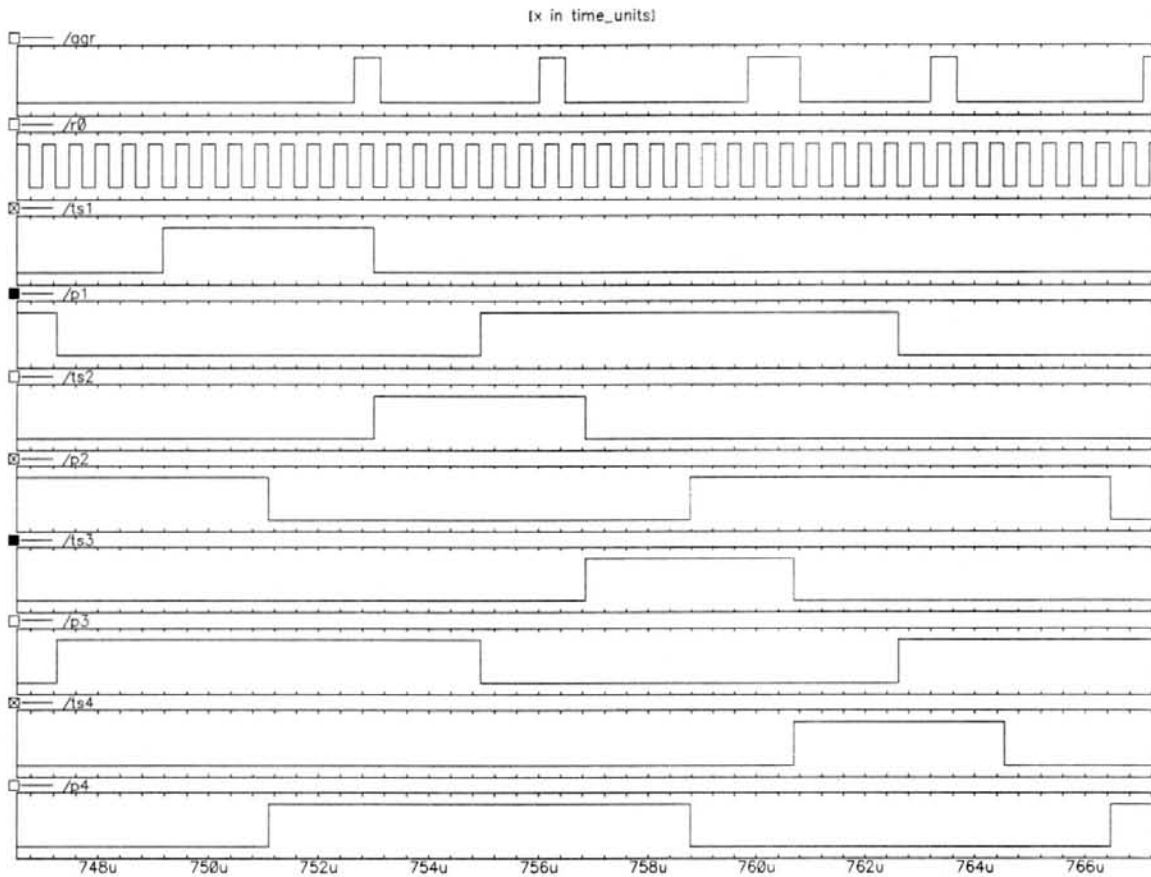 [x in time_units]
/agr
/r0
/ts1
/p1
/ts2
/p2
/ts3
/p3
/ts4
/p4
748u 750u 752u 754u 756u 758u 760u 762u 764u 766u